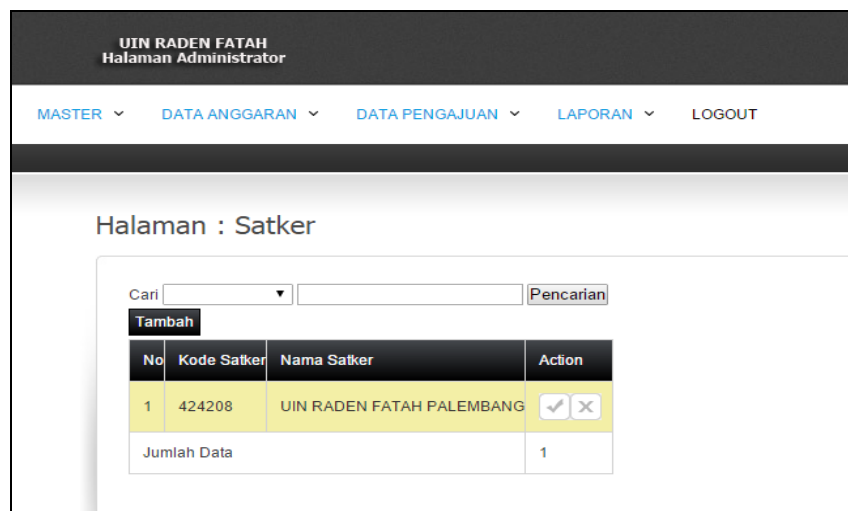 UIN RADEN FATAH
Halaman Administrator
MASTER DATA ANGGARAN DATA PENGAJUAN LAPORAN LOGOUT
Halaman : Satker
Cari Pencarian
Tambah
No Kode Satker Nama Satker Action
1 424208 UIN RADEN FATAH PALEMBANG
Jumlah Data 1